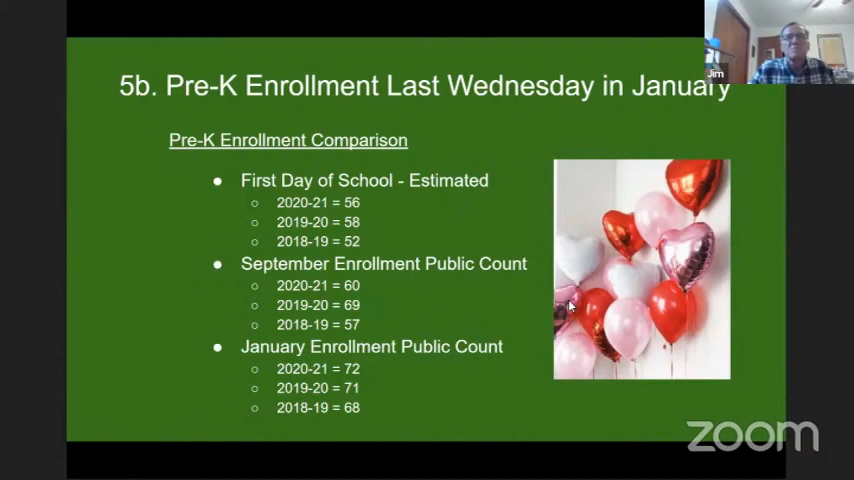 5b. Pre-K Enrollment Last Wednesday in January
Jim
Pre-K Enrollment Comparison
● First Day of School - Estimated
○ 2020-21 = 56
○ 2019-20 = 58
○ 2018-19 = 52
● September Enrollment Public Count
○ 2020-21 = 60
○ 2019-20 = 69
○ 2018-19 = 57
● January Enrollment Public Count
○ 2020-21 = 72
○ 2019-20 = 71
○ 2018-19 = 68
zoom